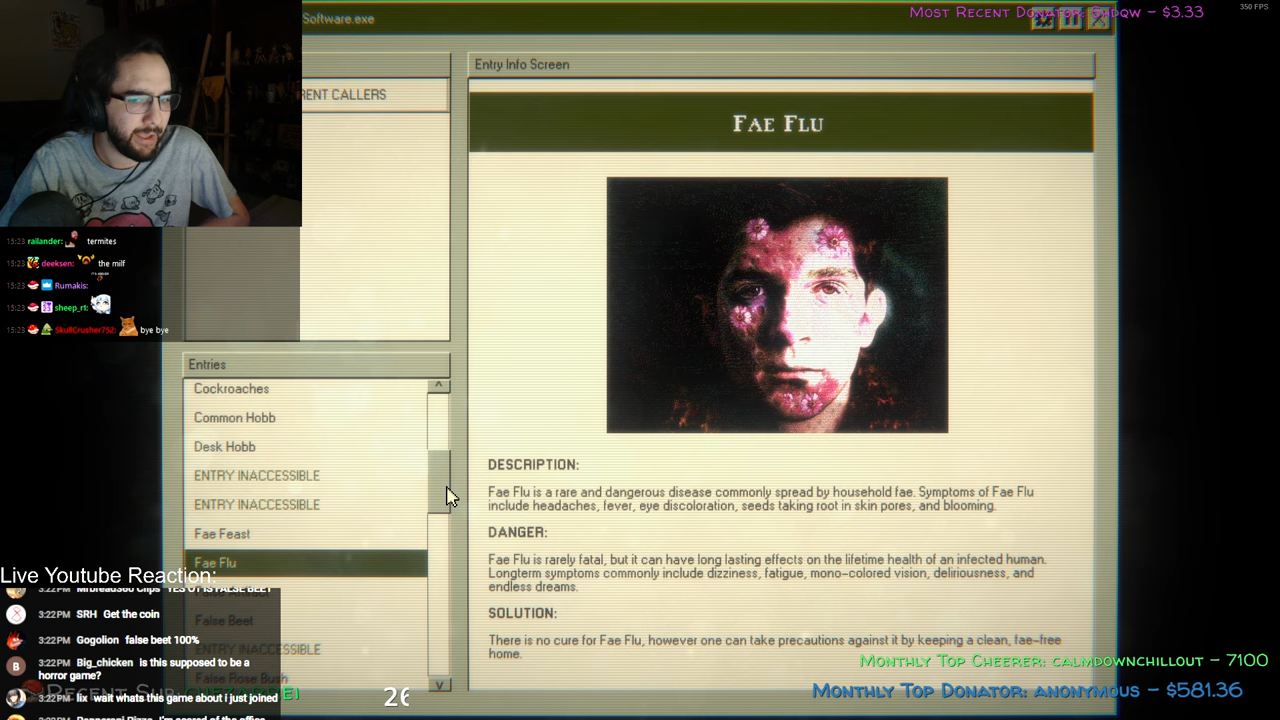 Software.exe
Most Recent Donator: - $3.33
350 FPS
Entry Info Screen
RENT CALLERS
Fae Flu
15:23 railander: termites
15:23 deeksen: the milf
15:23 Rumakis:
15:23 sheep_r1:
15:23 SkullCrusher752: bye bye
Entries
Cockroaches
Common Hobb
Desk Hobb
ENTRY INACCESSIBLE
ENTRY INACCESSIBLE
Fae Feast
Fae Flu
False Beet
ENTRY INACCESSIBLE
False Rose Bush
DESCRIPTION:
Fae Flu is a rare and dangerous disease commonly spread by household fae. Symptoms of Fae Flu
include headaches, fever, eye discoloration, seeds taking root in skin pores, and blooming.
DANGER:
Fae Flu is rarely fatal, but it can have long lasting effects on the lifetime health of an infected human.
Longterm symptoms commonly include dizziness, fatigue, mono-colored vision, deliriousness, and
endless dreams.
SOLUTION:
There is no cure for Fae Flu, however one can take precautions against it by keeping a clean, fae-free
home.
Live Youtube Reaction:
3:22PM SRH Get the coin
3:22PM Gogolion false beet 100%
3:22PM Big_chicken is this supposed to be a
horror game?
3:22PM lix wait whats this game about i just joined
Recent Sub:
26
Monthly Top Cheerer: calmdownchillout - 7100
Monthly Top Donator: anonymous - $581.36